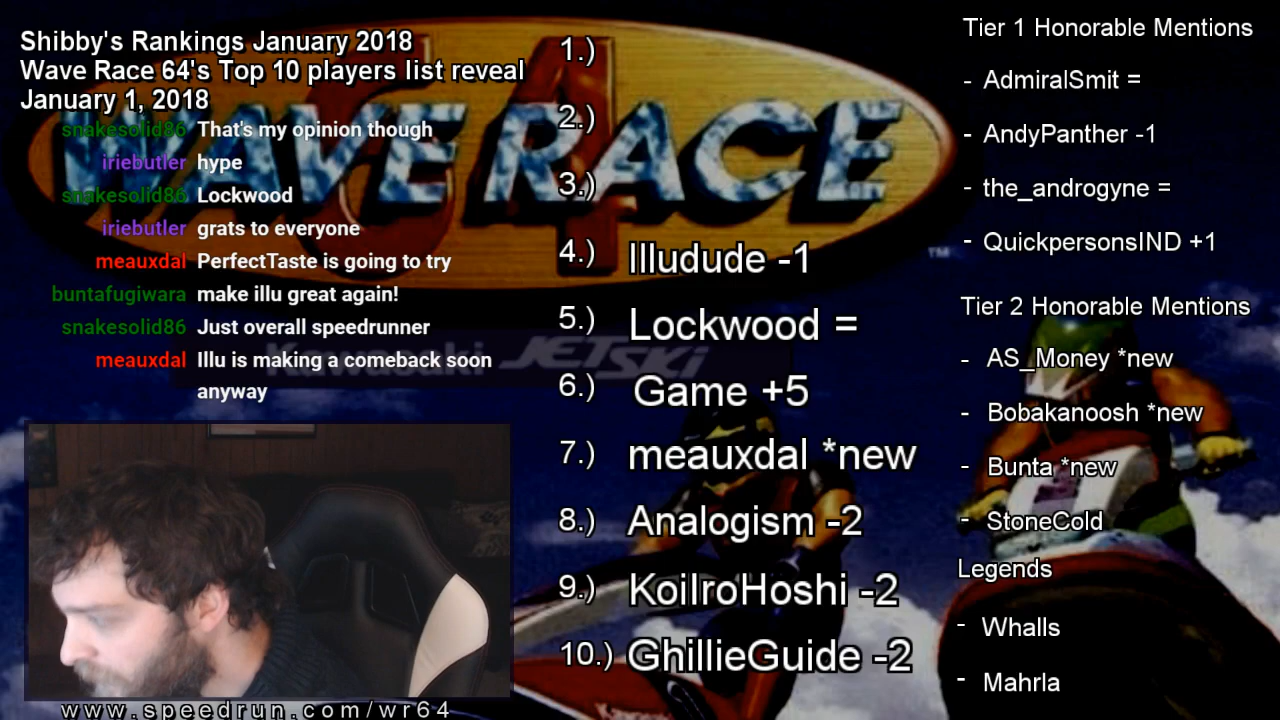 Shibby's Rankings January 2018
Wave Race 64's Top 10 players list reveal
January 1, 2018
snakesolid86 That's my opinion though
iriebutler hype
snakesolid86 Lockwood
iriebutler grats to everyone
meauxdal PerfectTaste is going to try
buntafugiwara make illu great again!
snakesolid86 Just overall speedrunner
meauxdal Illu is making a comeback soon
anyway
www.speedrun.com/wr64
WAVE RACE
64
TM
Kawasaki JET SKI
1.)
2.)
3.)
4.) Illudude -1
5.) Lockwood =
6.) Game +5
7.) meauxdal *new
8.) Analogism -2
9.) KoiIroHoshi -2
10.) GhillieGuide -2
Tier 1 Honorable Mentions
- AdmiralSmit =
- AndyPanther -1
- the_androgyne =
- QuickpersonsIND +1
Tier 2 Honorable Mentions
- AS_Money *new
- Bobakanoosh *new
- Bunta *new
- StoneCold
Legends
- Whalls
- Mahrla